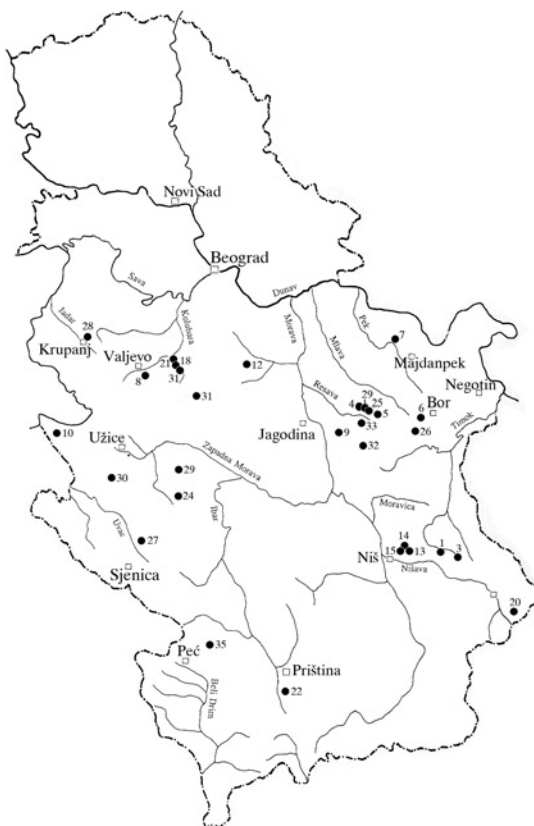 Novi Sad
Beograd
Sava
Dunav
Kolubara
Jadar
28
Krupanj
Valjevo
21
18
8
31
31
12
Morava
Mlava
Pek
7
Majdanpek
Negotin
Resava
4
29
25
5
6
Bor
Timok
33
9
26
32
Jagodina
10
Užice
Zapadna Morava
30
29
24
Ibar
Uvac
27
Sjenica
Moravica
14
15
13
1
3
Niš
Nišava
20
35
Peć
Priština
22
Beli Drim